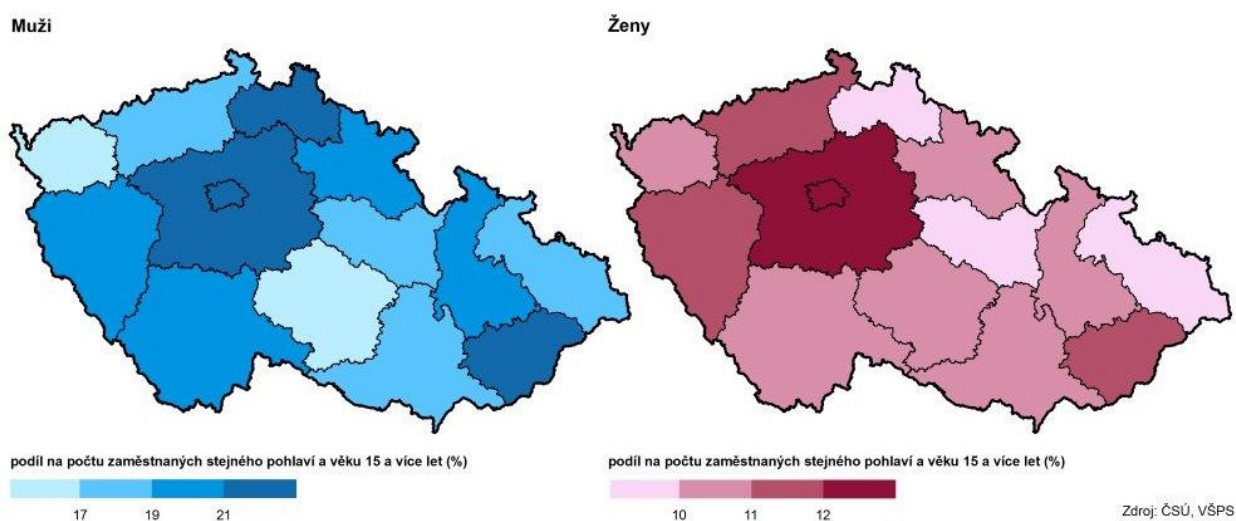 Muži
Ženy
podíl na počtu zaměstnaných stejného pohlaví a věku 15 a více let (%)
17 19 21
podíl na počtu zaměstnaných stejného pohlaví a věku 15 a více let (%)
10 11 12
Zdroj: ČSÚ, VŠPS